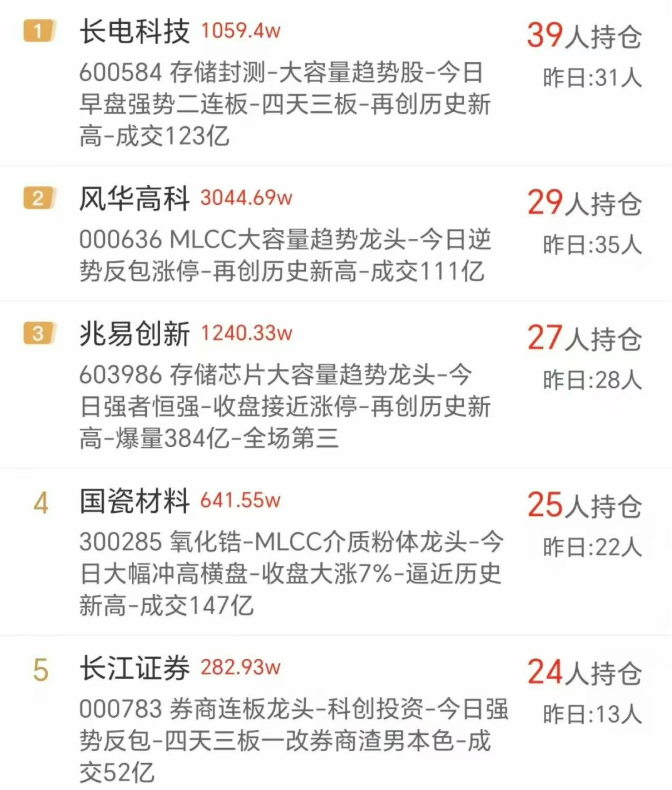 1 长电科技 1059.4w 39人持仓
600584 存储封测-大容量趋势股-今日 昨日:31人
早盘强势二连板-四天三板-再创历史新
高-成交123亿
2 风华高科 3044.69w 29人持仓
000636 MLCC大容量趋势龙头-今日逆 昨日:35人
势反包涨停-再创历史新高-成交111亿
3 兆易创新 1240.33w 27人持仓
603986 存储芯片大容量趋势龙头-今 昨日:28人
日强者恒强-收盘接近涨停-再创历史新
高-爆量384亿-全场第三
4 国瓷材料 641.55w 25人持仓
300285 氧化锆-MLCC介质粉体龙头-今 昨日:22人
日大幅冲高横盘-收盘大涨7%-逼近历史
新高-成交147亿
5 长江证券 282.93w 24人持仓
000783 券商连板龙头-科创投资-今日强 昨日:13人
势反包-四天三板一改券商渣男本色-成
交52亿